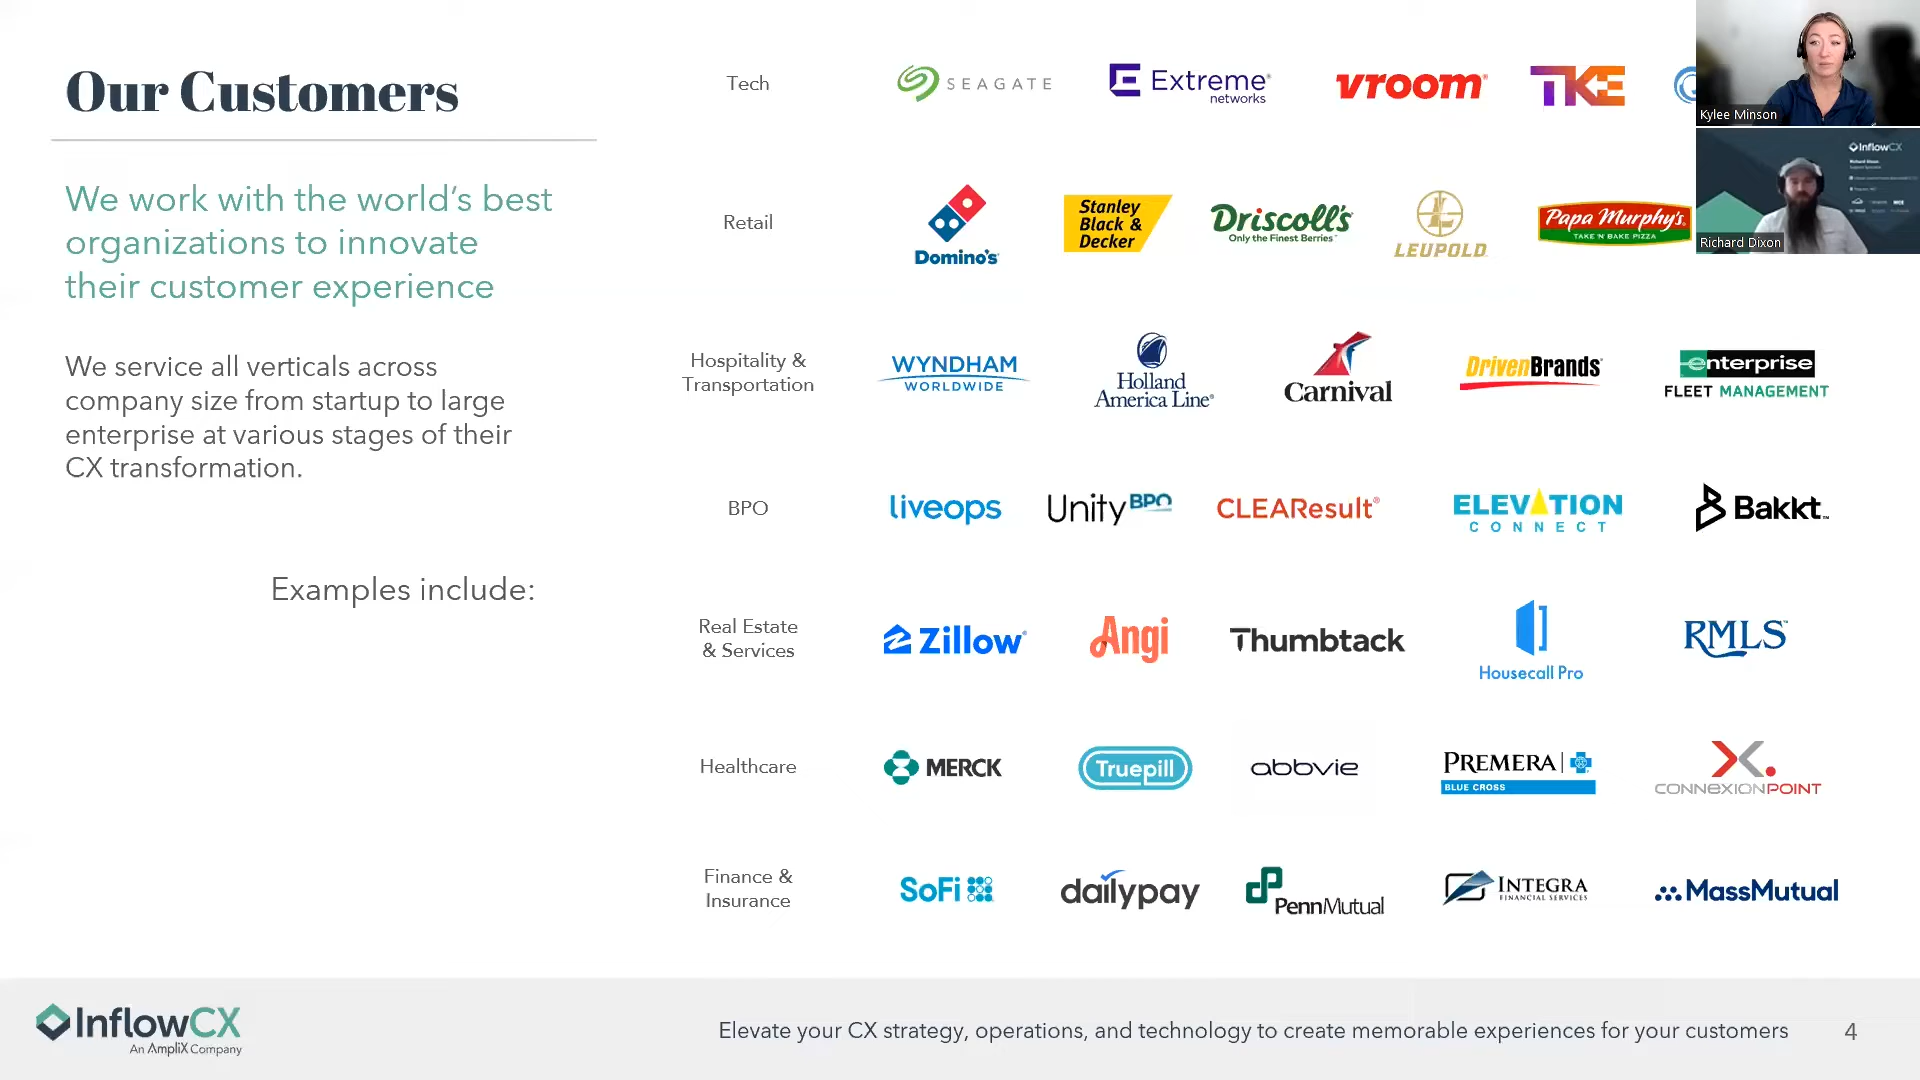 Our Customers
We work with the world's best
organizations to innovate
their customer experience
We service all verticals across
company size from startup to large
enterprise at various stages of their
CX transformation.
Examples include:
Tech
SEAGATE
Extreme
networks
vroom
TKE
Retail
Domino's
Stanley
Black &
Decker
Driscoll's
Only the Finest Berries
LEUPOLD
Papa Murphy's
TAKE 'N' BAKE PIZZA
Hospitality &
Transportation
WYNDHAM
WORLDWIDE
Holland
America Line
Carnival
DrivenBrands
enterprise
FLEET MANAGEMENT
BPO
liveops
Unity BPO
CLEAResult
ELEVATION
CONNECT
Bakkt
Real Estate
& Services
Zillow
Angi
Thumbtack
Housecall Pro
RMLS
Healthcare
MERCK
Truepill
abbvie
PREMERA
BLUE CROSS
CONNEXIONPOINT
Finance &
Insurance
SoFi
dailypay
PennMutual
INTEGRA
FINANCIAL SERVICES
MassMutual
Kylee Minson
InflowCX
Richard Dixon
InflowCX
An AmpliX Company
Elevate your CX strategy, operations, and technology to create memorable experiences for your customers
4